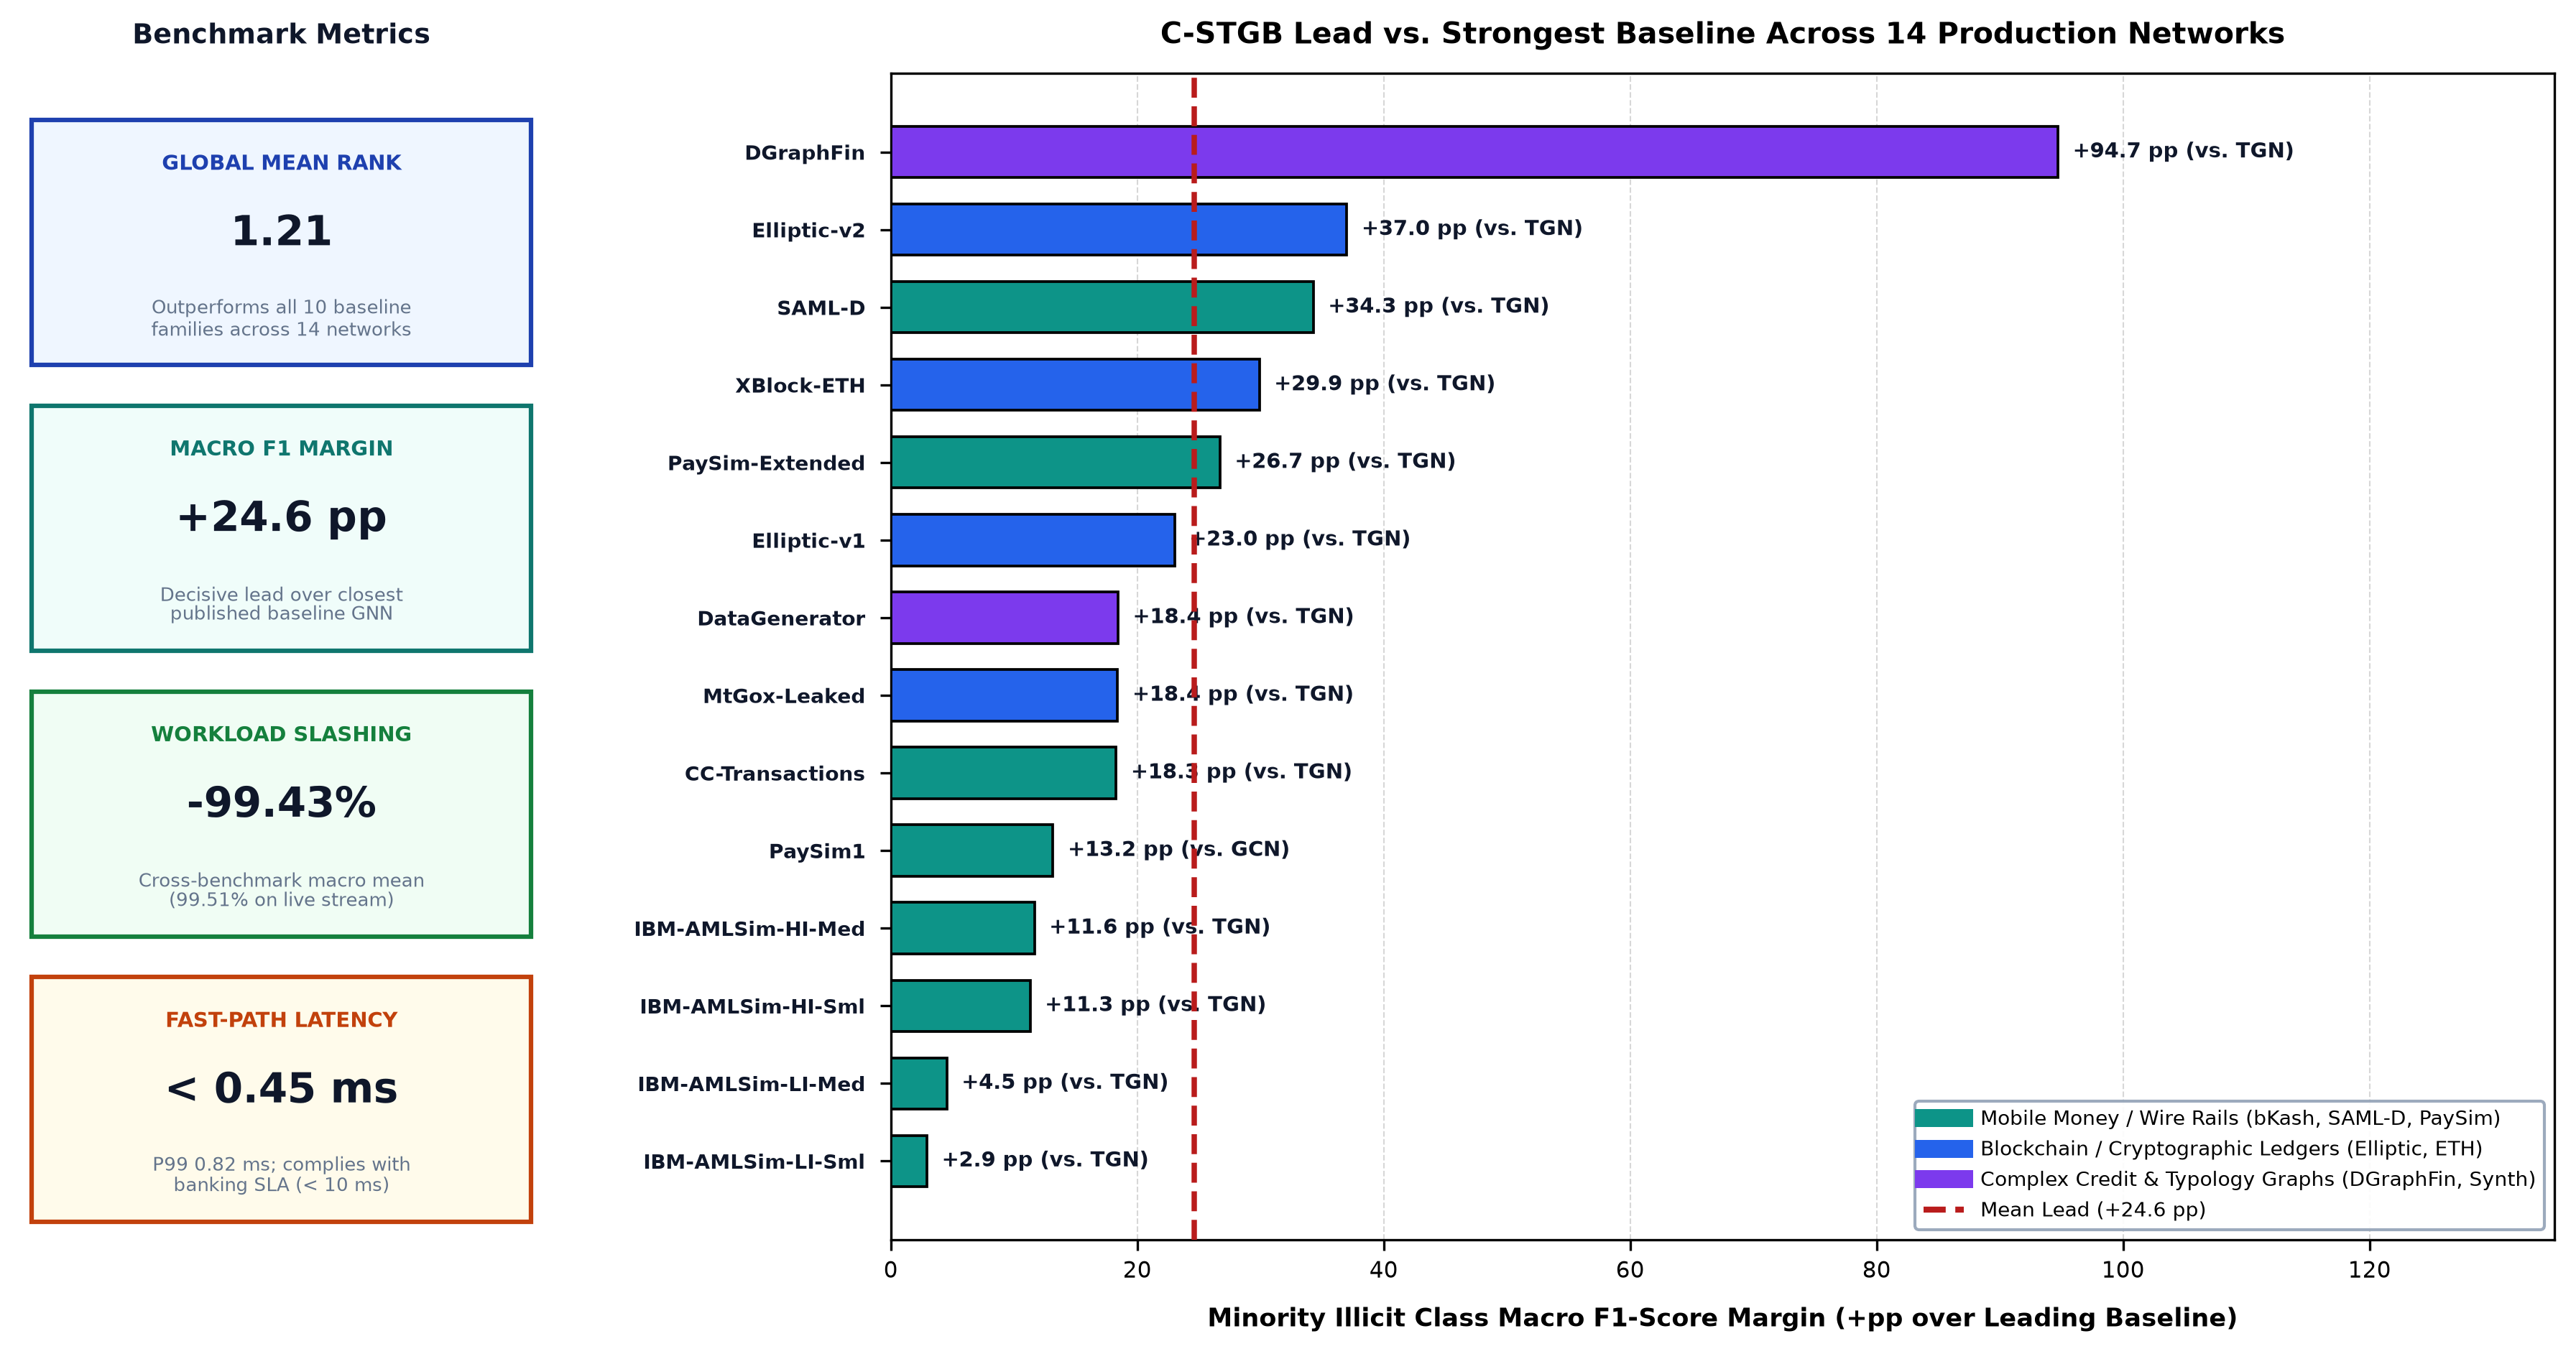 Benchmark Metrics
GLOBAL MEAN RANK
1.21
Outperforms all 10 baseline
families across 14 networks
MACRO F1 MARGIN
+24.6 pp
Decisive lead over closest
published baseline GNN
WORKLOAD SLASHING
-99.43%
Cross-benchmark macro mean
(99.51% on live stream)
FAST-PATH LATENCY
< 0.45 ms
P99 0.82 ms; complies with
banking SLA (< 10 ms)
C-STGB Lead vs. Strongest Baseline Across 14 Production Networks
DGraphFin +94.7 pp (vs. TGN)
Elliptic-v2 +37.0 pp (vs. TGN)
SAML-D +34.3 pp (vs. TGN)
XBlock-ETH +29.9 pp (vs. TGN)
PaySim-Extended +26.7 pp (vs. TGN)
Elliptic-v1 +23.0 pp (vs. TGN)
DataGenerator +18.4 pp (vs. TGN)
MtGox-Leaked +18.4 pp (vs. TGN)
CC-Transactions +18.3 pp (vs. TGN)
PaySim1 +13.2 pp (vs. GCN)
IBM-AMLSim-HI-Med +11.6 pp (vs. TGN)
IBM-AMLSim-HI-Sml +11.3 pp (vs. TGN)
IBM-AMLSim-LI-Med +4.5 pp (vs. TGN)
IBM-AMLSim-LI-Sml +2.9 pp (vs. TGN)
Mobile Money / Wire Rails (bKash, SAML-D, PaySim)
Blockchain / Cryptographic Ledgers (Elliptic, ETH)
Complex Credit & Typology Graphs (DGraphFin, Synth)
Mean Lead (+24.6 pp)
0 20 40 60 80 100 120
Minority Illicit Class Macro F1-Score Margin (+pp over Leading Baseline)